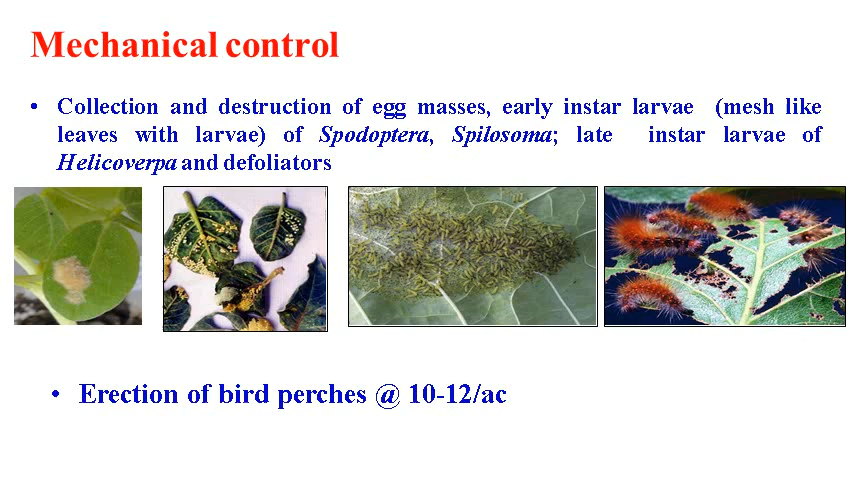 Mechanical control
• Collection and destruction of egg masses, early instar larvae (mesh like
leaves with larvae) of Spodoptera, Spilosoma; late instar larvae of
Helicoverpa and defoliators
• Erection of bird perches @ 10-12/ac